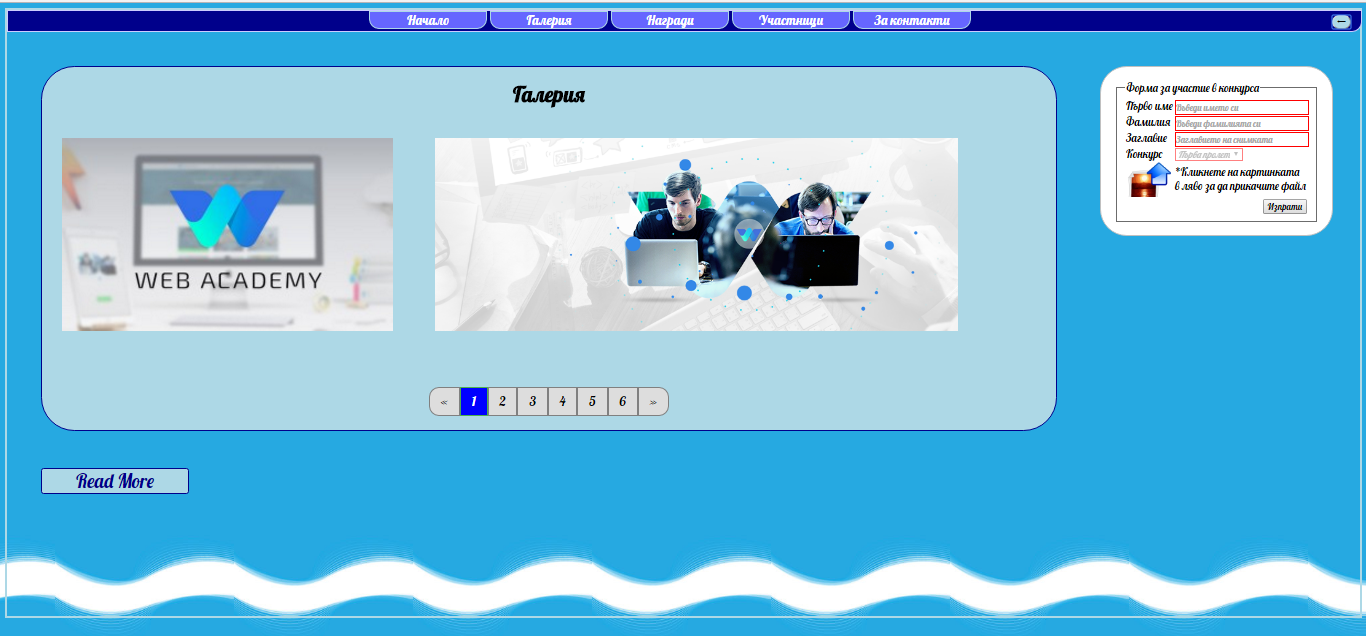 Начало
Галерия
Награди
Участници
За контакти
Галерия
WEB ACADEMY
« 1 2 3 4 5 6 »
Read More
Форма за участие в конкурса
Първо име Въведи името си
Фамилия Въведи фамилията си
Заглавие Заглавието на снимката
Конкурс Първа пролет
*Кликнете на картинката
в ляво за да прикачите файл
Изпрати